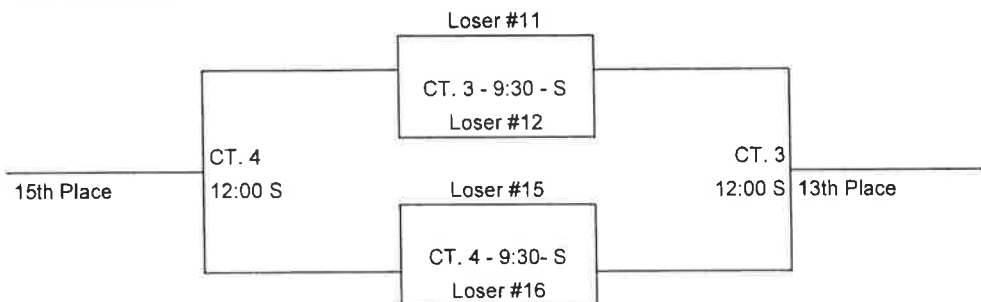 Loser #11
CT. 3 - 9:30 - S
Loser #12
CT. 4
12:00 S
15th Place
CT. 3
12:00 S
13th Place
Loser #15
CT. 4 - 9:30- S
Loser #16